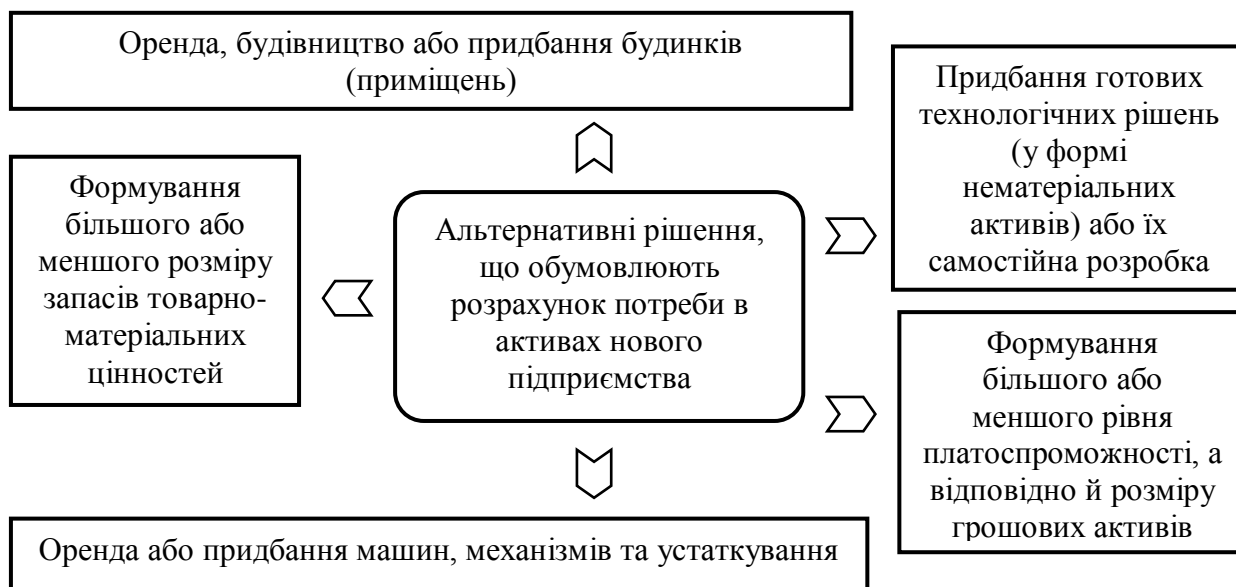 Оренда, будівництво або придбання будинків
(приміщень)
Придбання готових
технологічних рішень
(у формі
нематеріальних
активів) або їх
самостійна розробка
Формування
більшого або
меншого розміру
запасів товарно-
матеріальних
цінностей
Альтернативні рішення,
що обумовлюють
розрахунок потреби в
активах нового
підприємства
Формування
більшого або
меншого рівня
платоспроможності, а
відповідно й розміру
грошових активів
Оренда або придбання машин, механізмів та устаткування